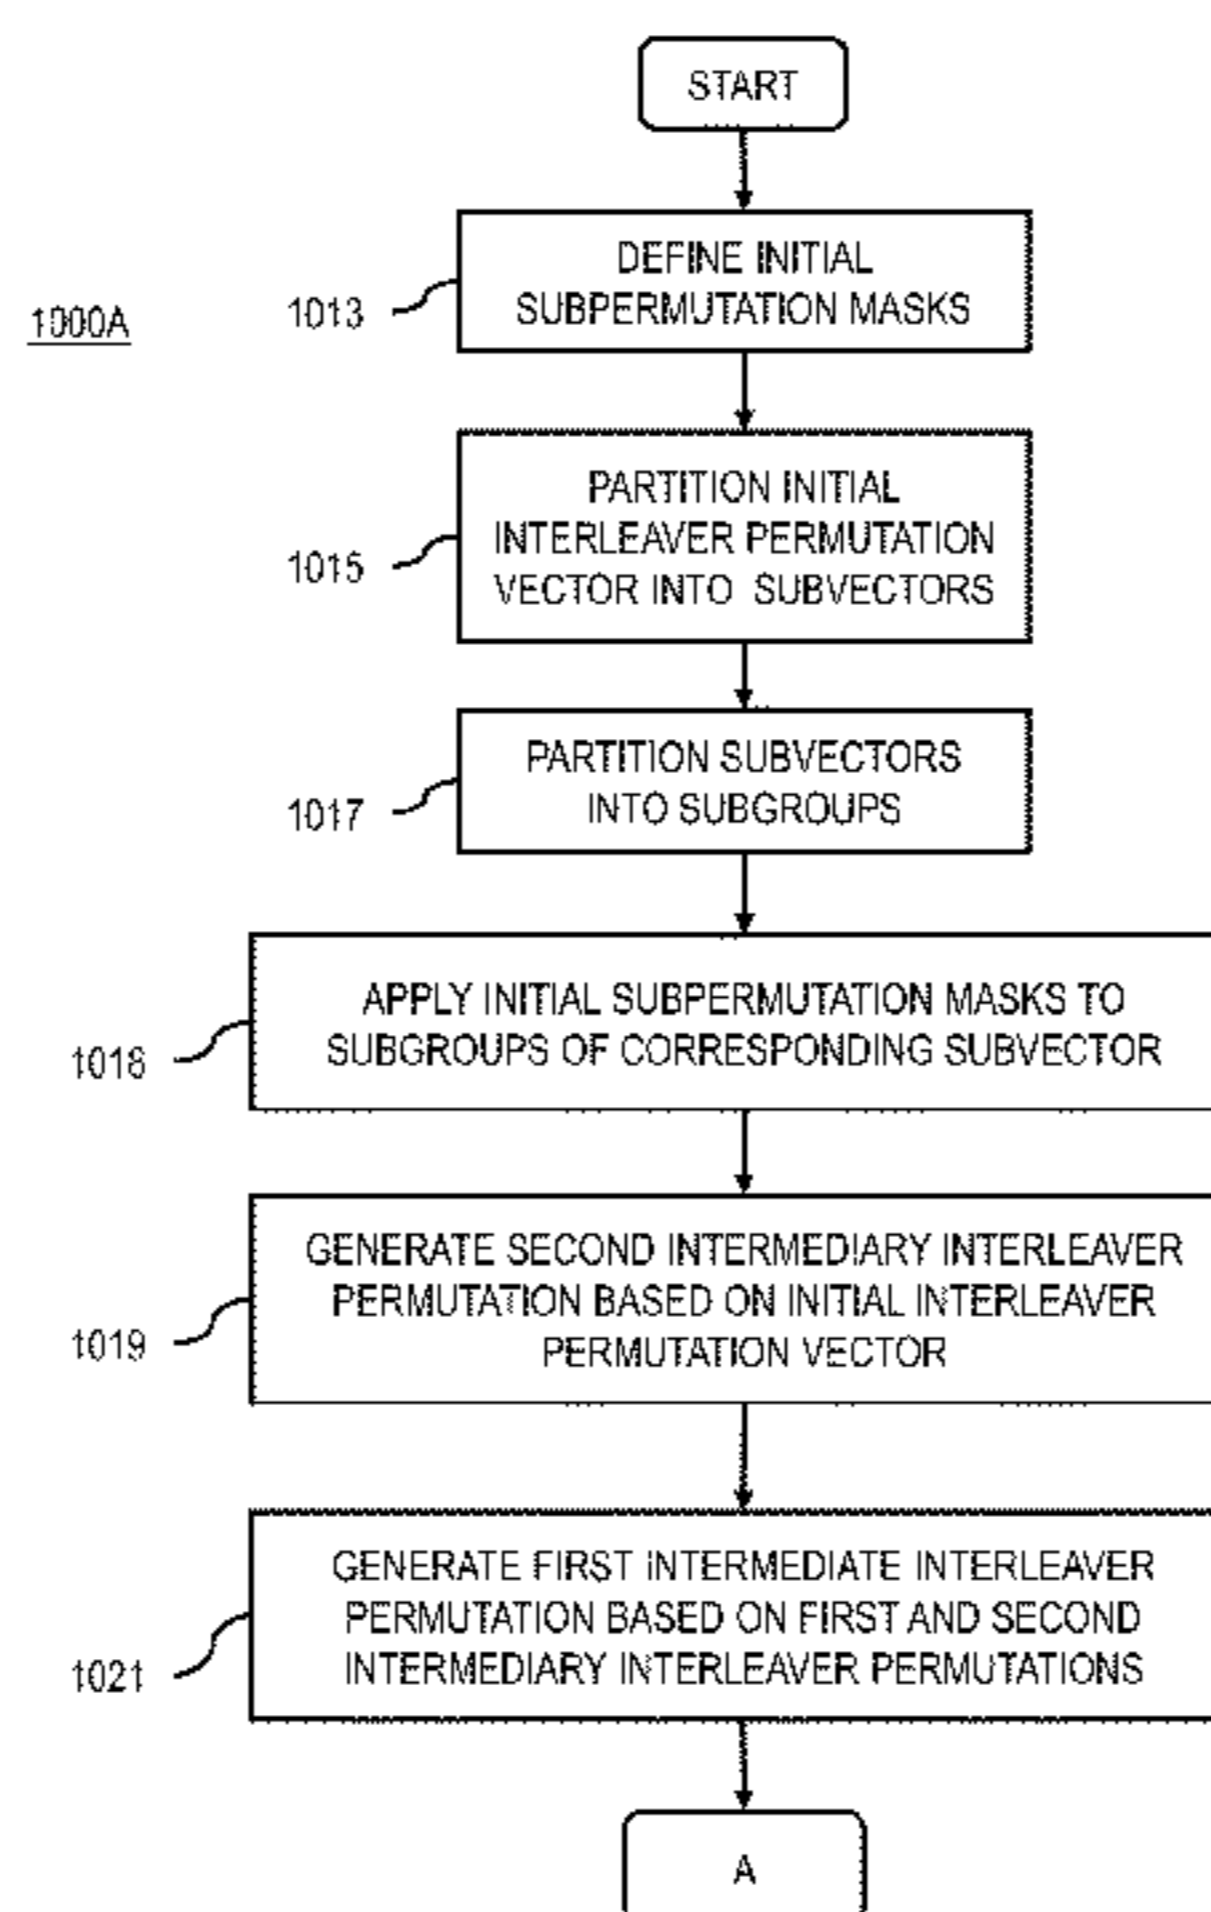 START
1000A
1013
DEFINE INITIAL
SUBPERMUTATION MASKS
1015
PARTITION INITIAL
INTERLEAVER PERMUTATION
VECTOR INTO SUBVECTORS
1017
PARTITION SUBVECTORS
INTO SUBGROUPS
1018
APPLY INITIAL SUBPERMUTATION MASKS TO
SUBGROUPS OF CORRESPONDING SUBVECTOR
1019
GENERATE SECOND INTERMEDIARY INTERLEAVER
PERMUTATION BASED ON INITIAL INTERLEAVER
PERMUTATION VECTOR
1021
GENERATE FIRST INTERMEDIATE INTERLEAVER
PERMUTATION BASED ON FIRST AND SECOND
INTERMEDIARY INTERLEAVER PERMUTATIONS
A